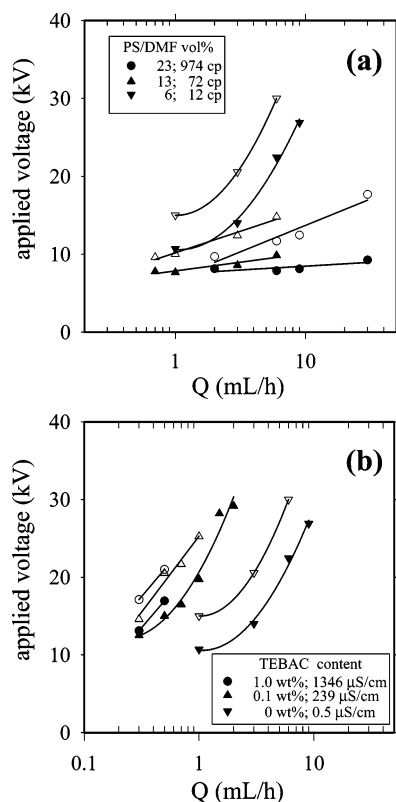 40
PS/DMF vol%
23; 974 cp
13; 72 cp
6; 12 cp
(a)
30
20
10
0
applied voltage (kV)
1
10
Q (mL/h)
40
(b)
30
20
10
0
applied voltage (kV)
TEBAC content
1.0 wt%; 1346 μS/cm
0.1 wt%; 239 μS/cm
0 wt%; 0.5 μS/cm
0.1
1
10
Q (mL/h)